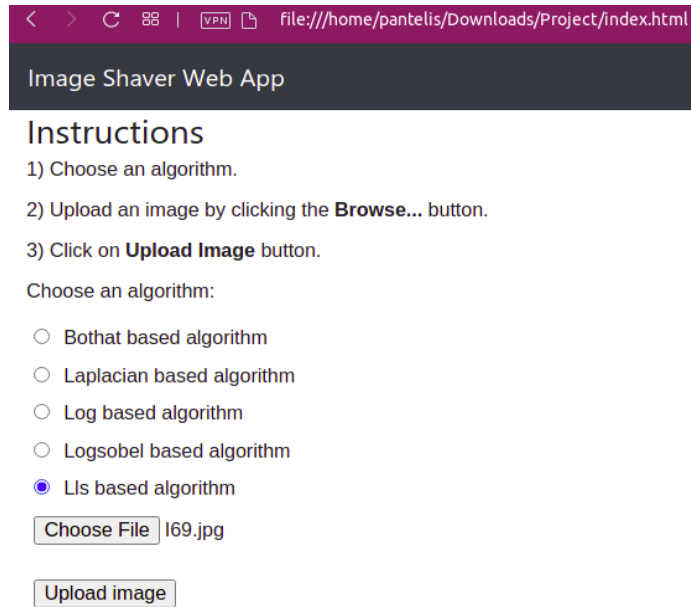 VPN file:///home/pantelis/Downloads/Project/index.html
Image Shaver Web App
Instructions
1) Choose an algorithm.
2) Upload an image by clicking the Browse... button.
3) Click on Upload Image button.
Choose an algorithm:
Bothat based algorithm
Laplacian based algorithm
Log based algorithm
Logsobel based algorithm
Lls based algorithm
Choose File I69.jpg
Upload image